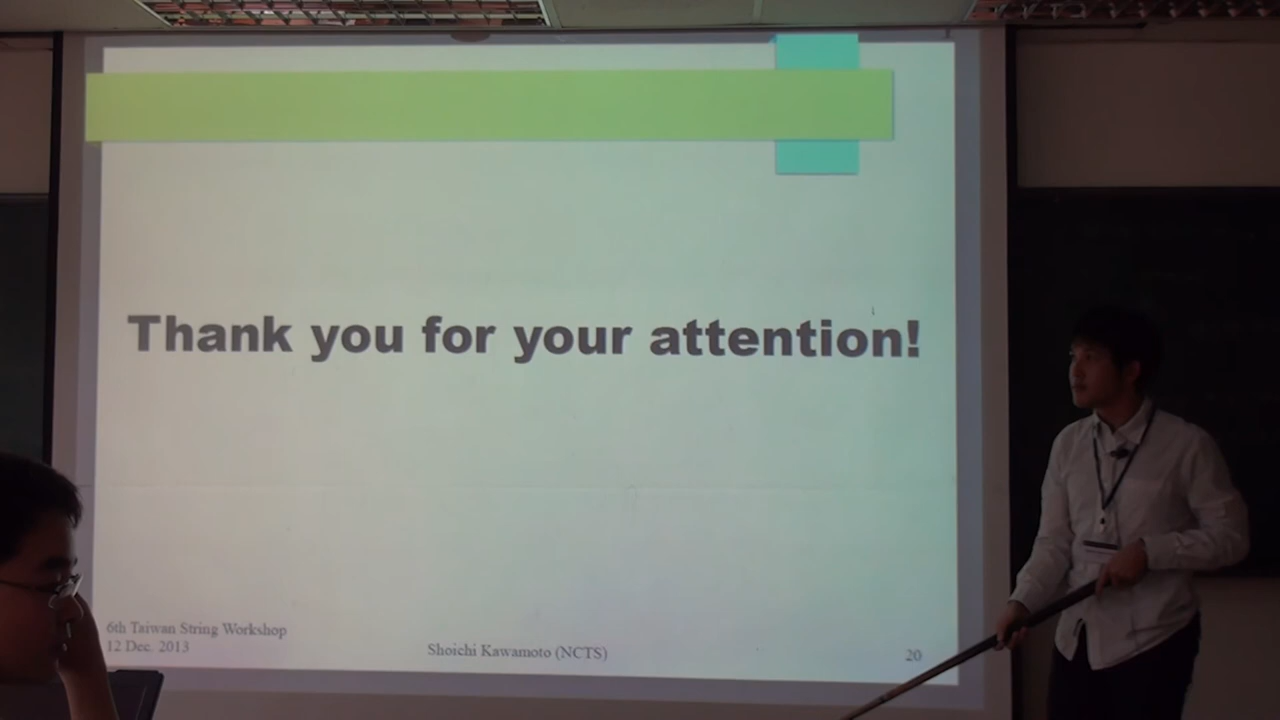 Thank you for your attention!
6th Taiwan String Workshop
12 Dec. 2013
Shoichi Kawamoto (NCTS)
20